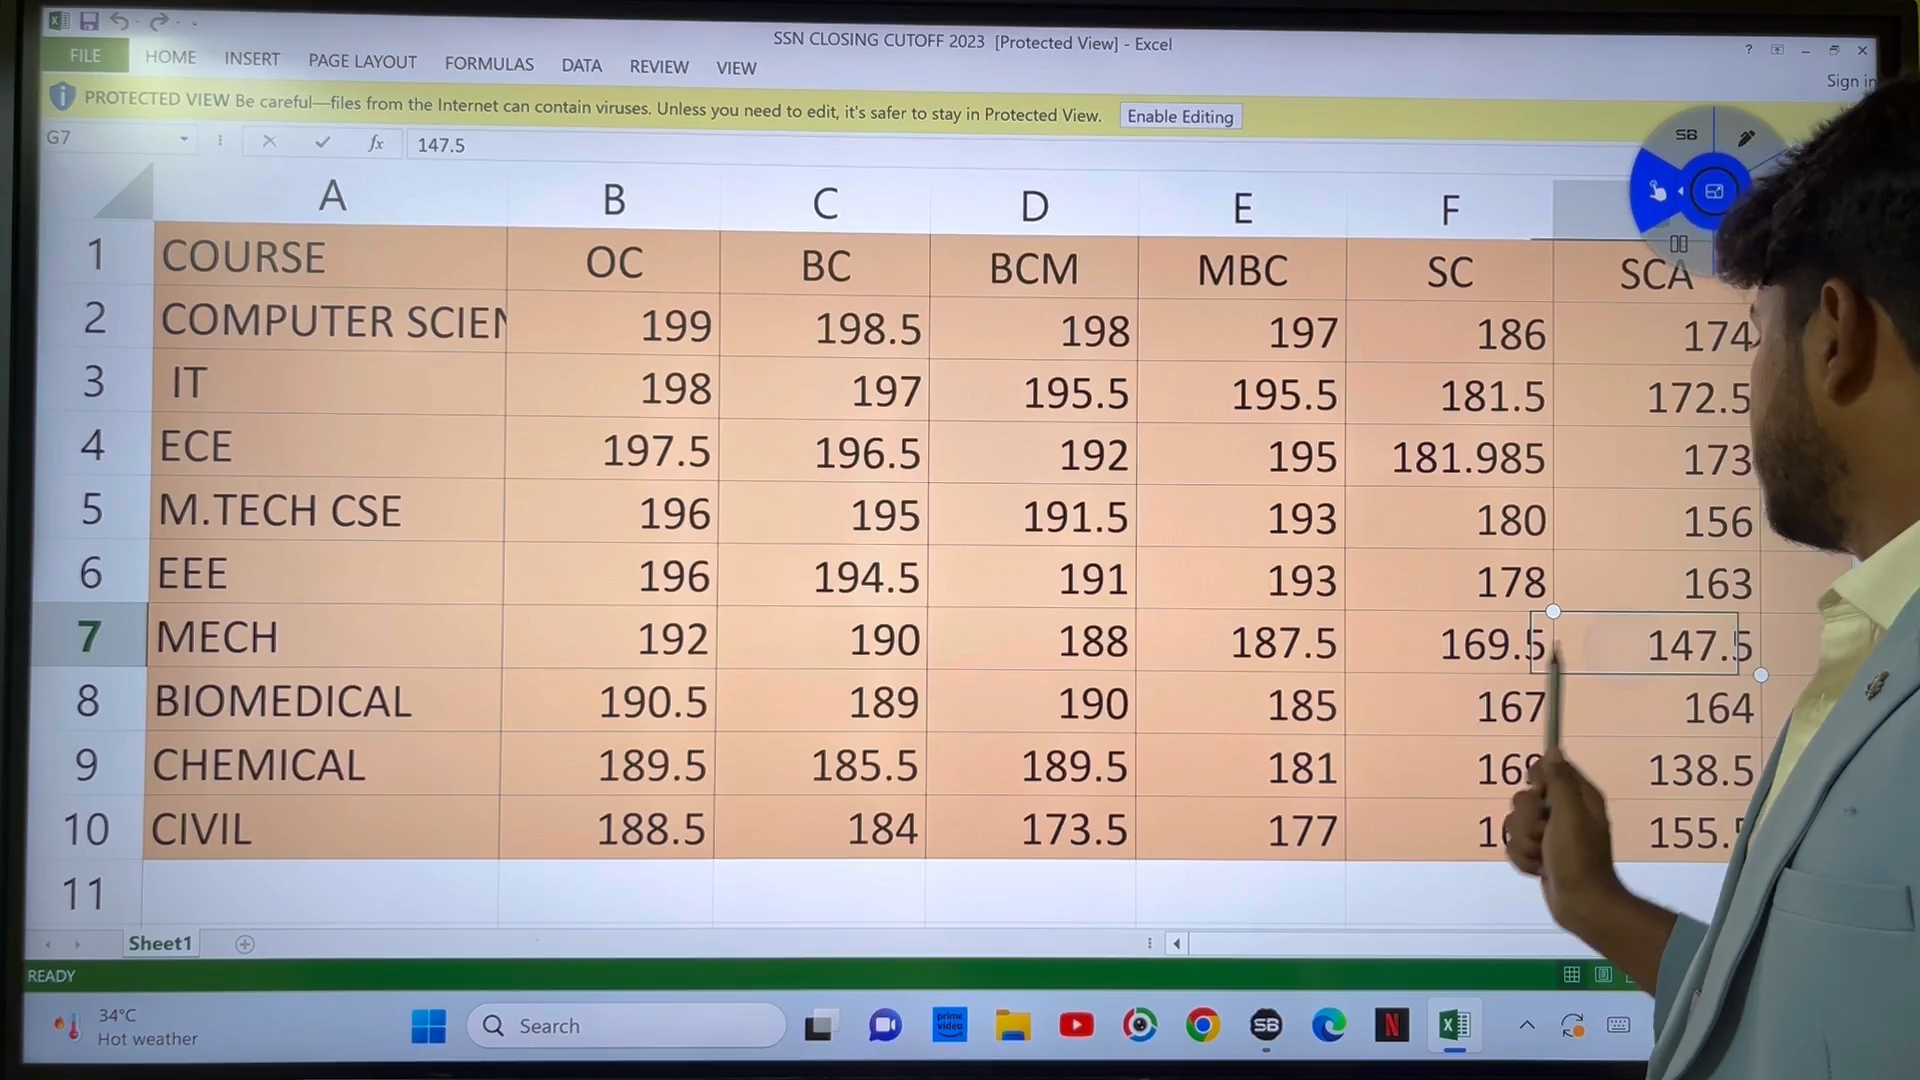 SSN CLOSING CUTOFF 2023 [Protected View] - Excel
?
FILE HOME INSERT PAGE LAYOUT FORMULAS DATA REVIEW VIEW
Sign in
PROTECTED VIEW Be careful—files from the Internet can contain viruses. Unless you need to edit, it's safer to stay in Protected View. Enable Editing
SB
G7 fx 147.5
A B C D E F
1 COURSE OC BC BCM MBC SC SCA
2 COMPUTER SCIEN 199 198.5 198 197 186 174
3 IT 198 197 195.5 195.5 181.5 172.5
4 ECE 197.5 196.5 192 195 181.985 173
5 M.TECH CSE 196 195 191.5 193 180 156
6 EEE 196 194.5 191 193 178 163
7 MECH 192 190 188 187.5 169.5 147.5
8 BIOMEDICAL 190.5 189 190 185 167 164
9 CHEMICAL 189.5 185.5 189.5 181 138.5
10 CIVIL 188.5 184 173.5 177
11
Sheet1
READY
34°C
Hot weather
Search
prime video
SB
N
X